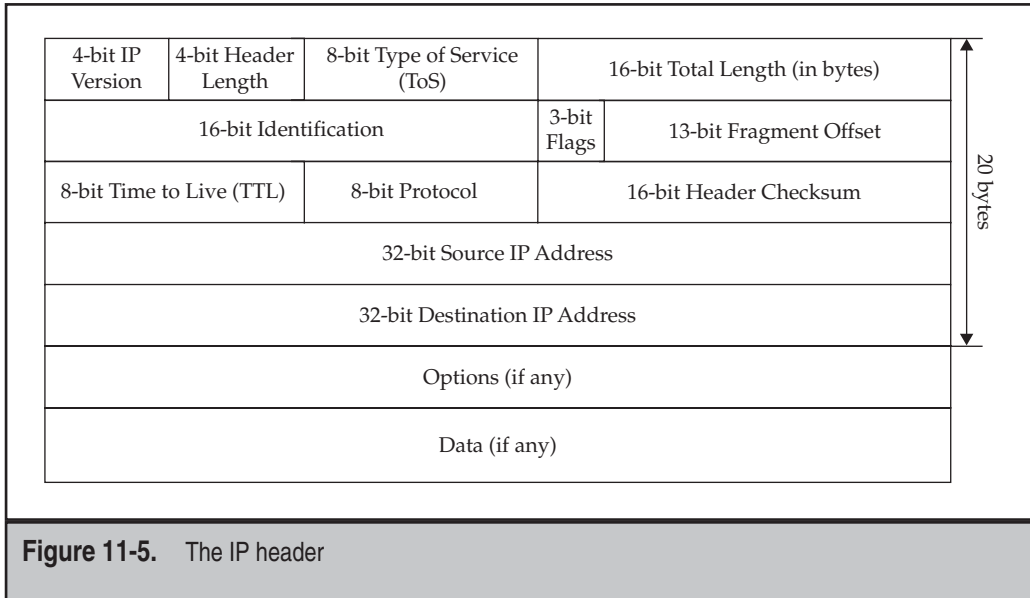 4-bit IP
Version
4-bit Header
Length
8-bit Type of Service
(ToS)
16-bit Total Length (in bytes)
16-bit Identification
3-bit
Flags
13-bit Fragment Offset
8-bit Time to Live (TTL)
8-bit Protocol
16-bit Header Checksum
20 bytes
32-bit Source IP Address
32-bit Destination IP Address
Options (if any)
Data (if any)
Figure 11-5. The IP header